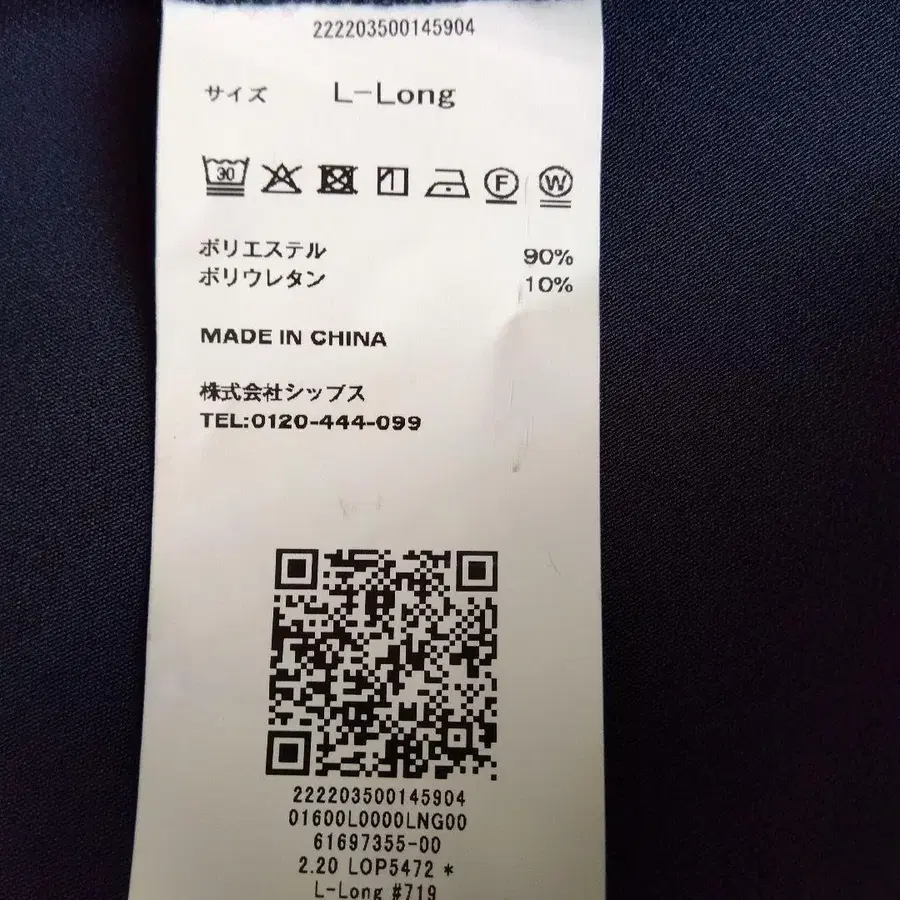 222203500145904
サイズ L-Long
30 F W
ポリエステル 90%
ポリウレタン 10%
MADE IN CHINA
株式会社シップス
TEL:0120-444-099
222203500145904
01600L0000LNG00
61697355-00
2.20 LOP5472 *
L-Long #719